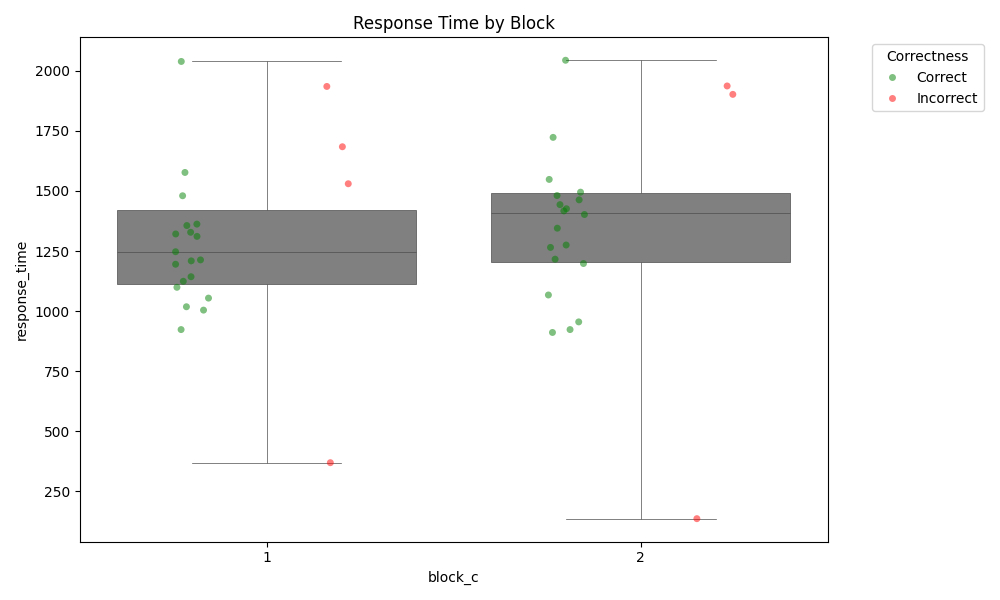 Response Time by Block
Correctness
Correct
Incorrect
2000
1750
1500
1250
1000
750
500
250
response_time
1
2
block_c